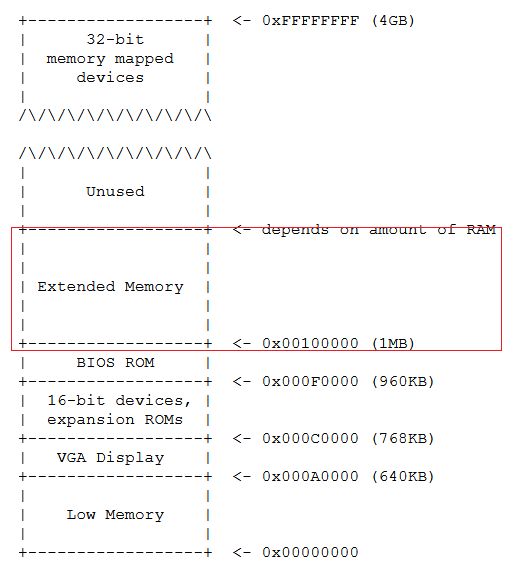 +------------------+  <- 0xFFFFFFFF (4GB)
|      32-bit      |
|  memory mapped   |
|     devices      |
|                  |
/\/\/\/\/\/\/\/\/\/\
/\/\/\/\/\/\/\/\/\/\
|                  |
|      Unused      |
|                  |
+------------------+  <- depends on amount of RAM
|                  |
|                  |
| Extended Memory  |
|                  |
|                  |
+------------------+  <- 0x00100000 (1MB)
|     BIOS ROM     |
+------------------+  <- 0x000F0000 (960KB)
|  16-bit devices, |
|  expansion ROMs  |
+------------------+  <- 0x000C0000 (768KB)
|   VGA Display    |
+------------------+  <- 0x000A0000 (640KB)
|                  |
|    Low Memory    |
|                  |
+------------------+  <- 0x00000000